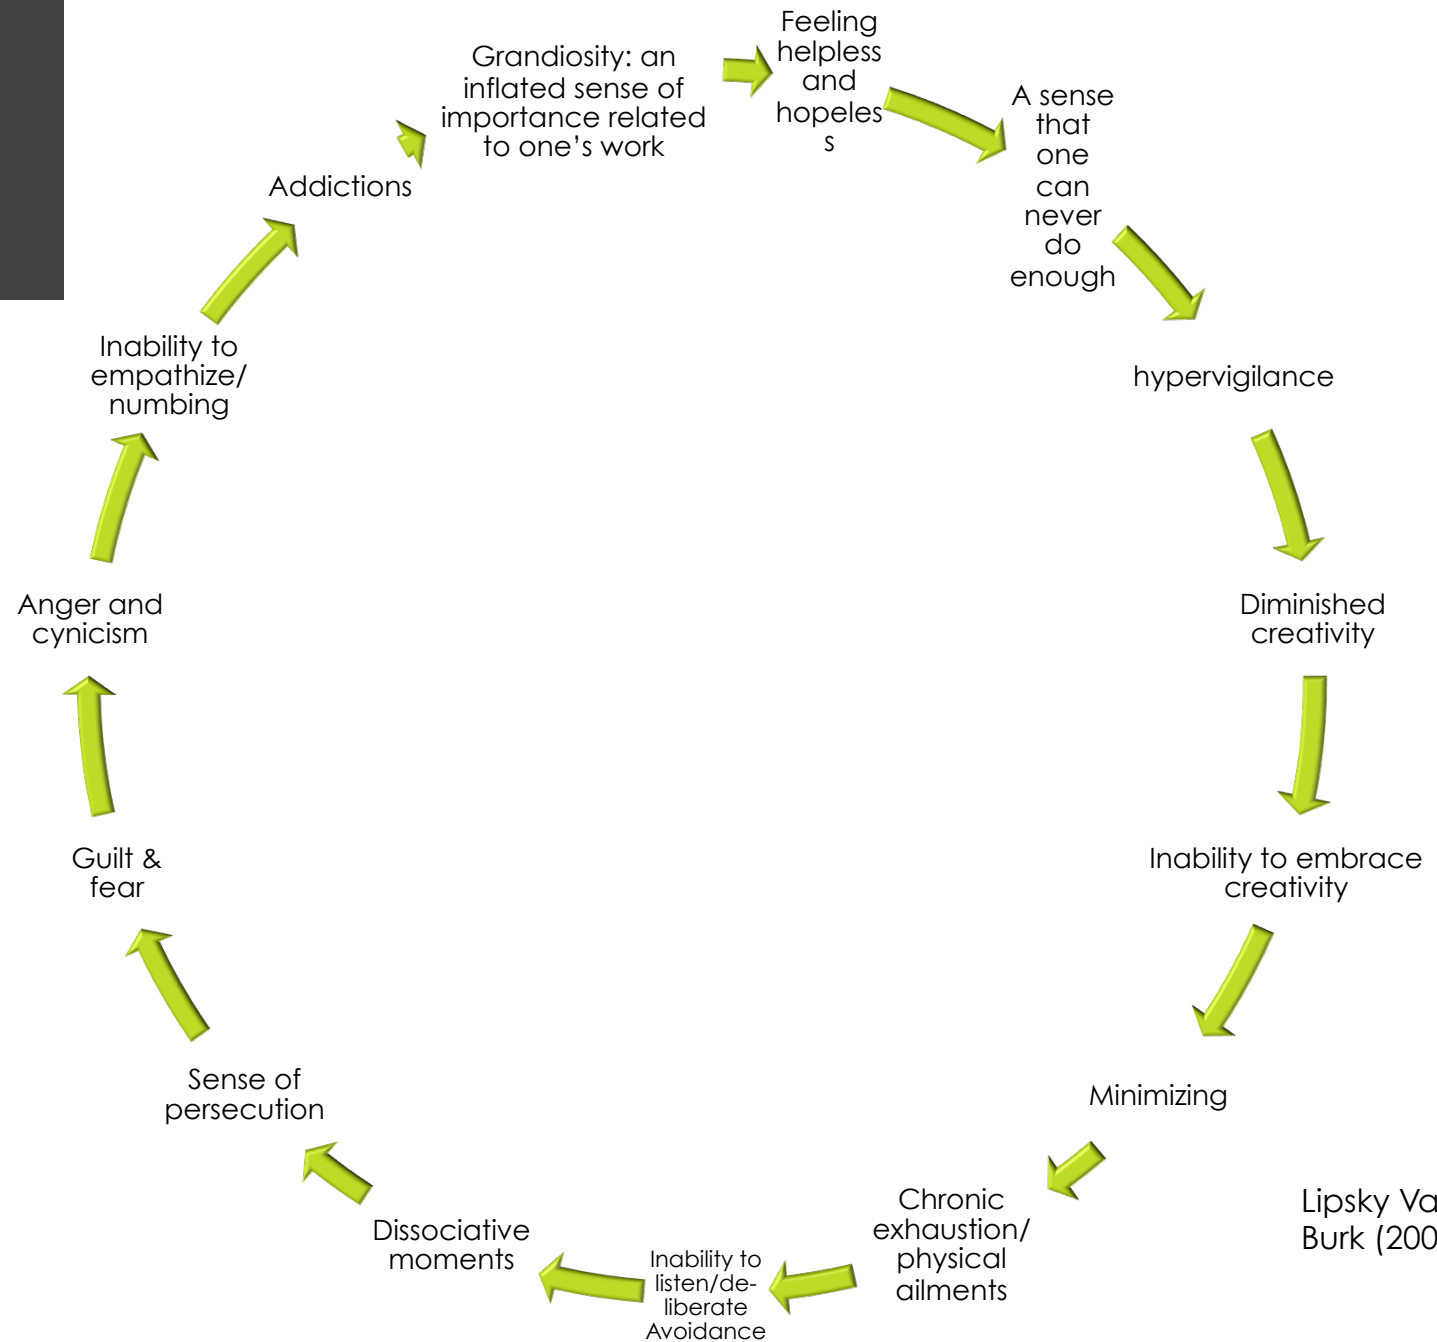 Feeling
helpless
and
hopeles
s
A sense
that
one
can
never
do
enough
hypervigilance
Diminished
creativity
Inability to embrace
creativity
Minimizing
Chronic
exhaustion/
physical
ailments
Inability to
listen/de-
liberate
Avoidance
Dissociative
moments
Sense of
persecution
Guilt &
fear
Anger and
cynicism
Inability to
empathize/
numbing
Addictions
Grandiosity: an
inflated sense of
importance related
to one’s work
Lipsky Va
Burk (200